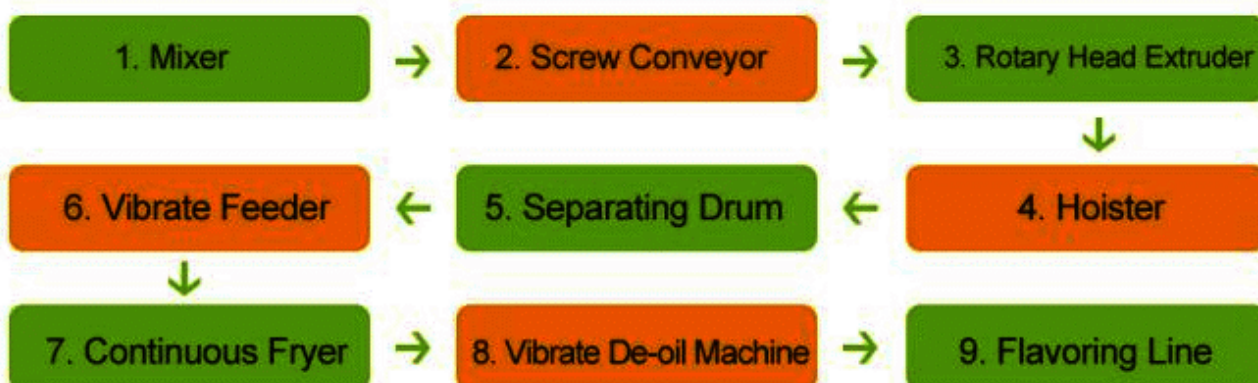 1. Mixer
2. Screw Conveyor
3. Rotary Head Extruder
4. Hoister
5. Separating Drum
6. Vibrate Feeder
7. Continuous Fryer
8. Vibrate De-oil Machine
9. Flavoring Line